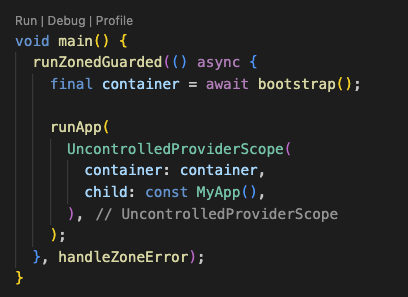 Run | Debug | Profile
void main() {
  runZonedGuarded(() async {
    final container = await bootstrap();

    runApp(
      UncontrolledProviderScope(
        container: container,
        child: const MyApp(),
      ), // UncontrolledProviderScope
    );
  }, handleZoneError);
}